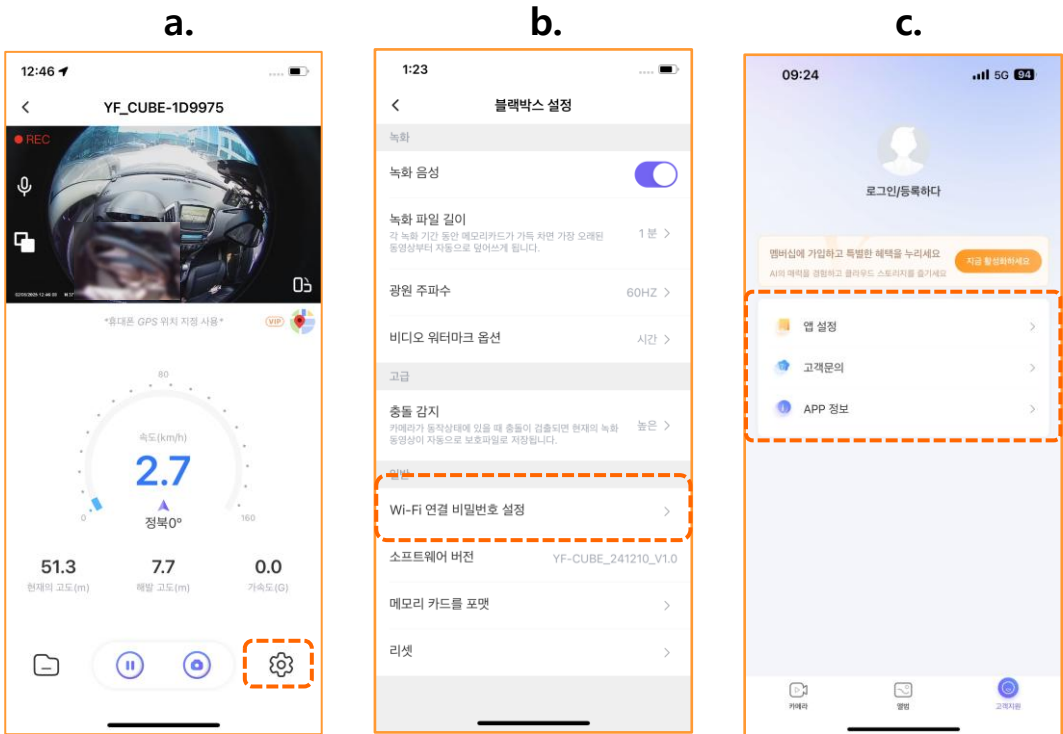 a.
12:46
YF_CUBE-1D9975
REC
*휴대폰 GPS 위치 지정 사용*
VIP
80
속도(km/h)
2.7
0
정북0°
160
51.3
7.7
0.0
현재의 고도(m)
해발 고도(m)
가속도(G)
b.
1:23
블랙박스 설정
녹화
녹화 음성
녹화 파일 길이
각 녹화 기간 동안 메모리카드가 가득 차면 가장 오래된
동영상부터 자동으로 덮어쓰게 됩니다.
1분
광원 주파수
60HZ
비디오 워터마크 옵션
시간
고급
충돌 감지
카메라가 동작상태에 있을 때 충돌이 검출되면 현재의 녹화
동영상이 자동으로 보호파일로 저장됩니다.
높은
일반
Wi-Fi 연결 비밀번호 설정
소프트웨어 버전
YF-CUBE_241210_V1.0
메모리 카드를 포맷
리셋
c.
09:24
5G 94
로그인/등록하다
멤버십에 가입하고 특별한 혜택을 누리세요
AI의 매력을 경험하고 클라우드 스토리지를 즐기세요
지금 활성화하세요
앱 설정
고객문의
APP 정보
카메라
앨범
고객지원